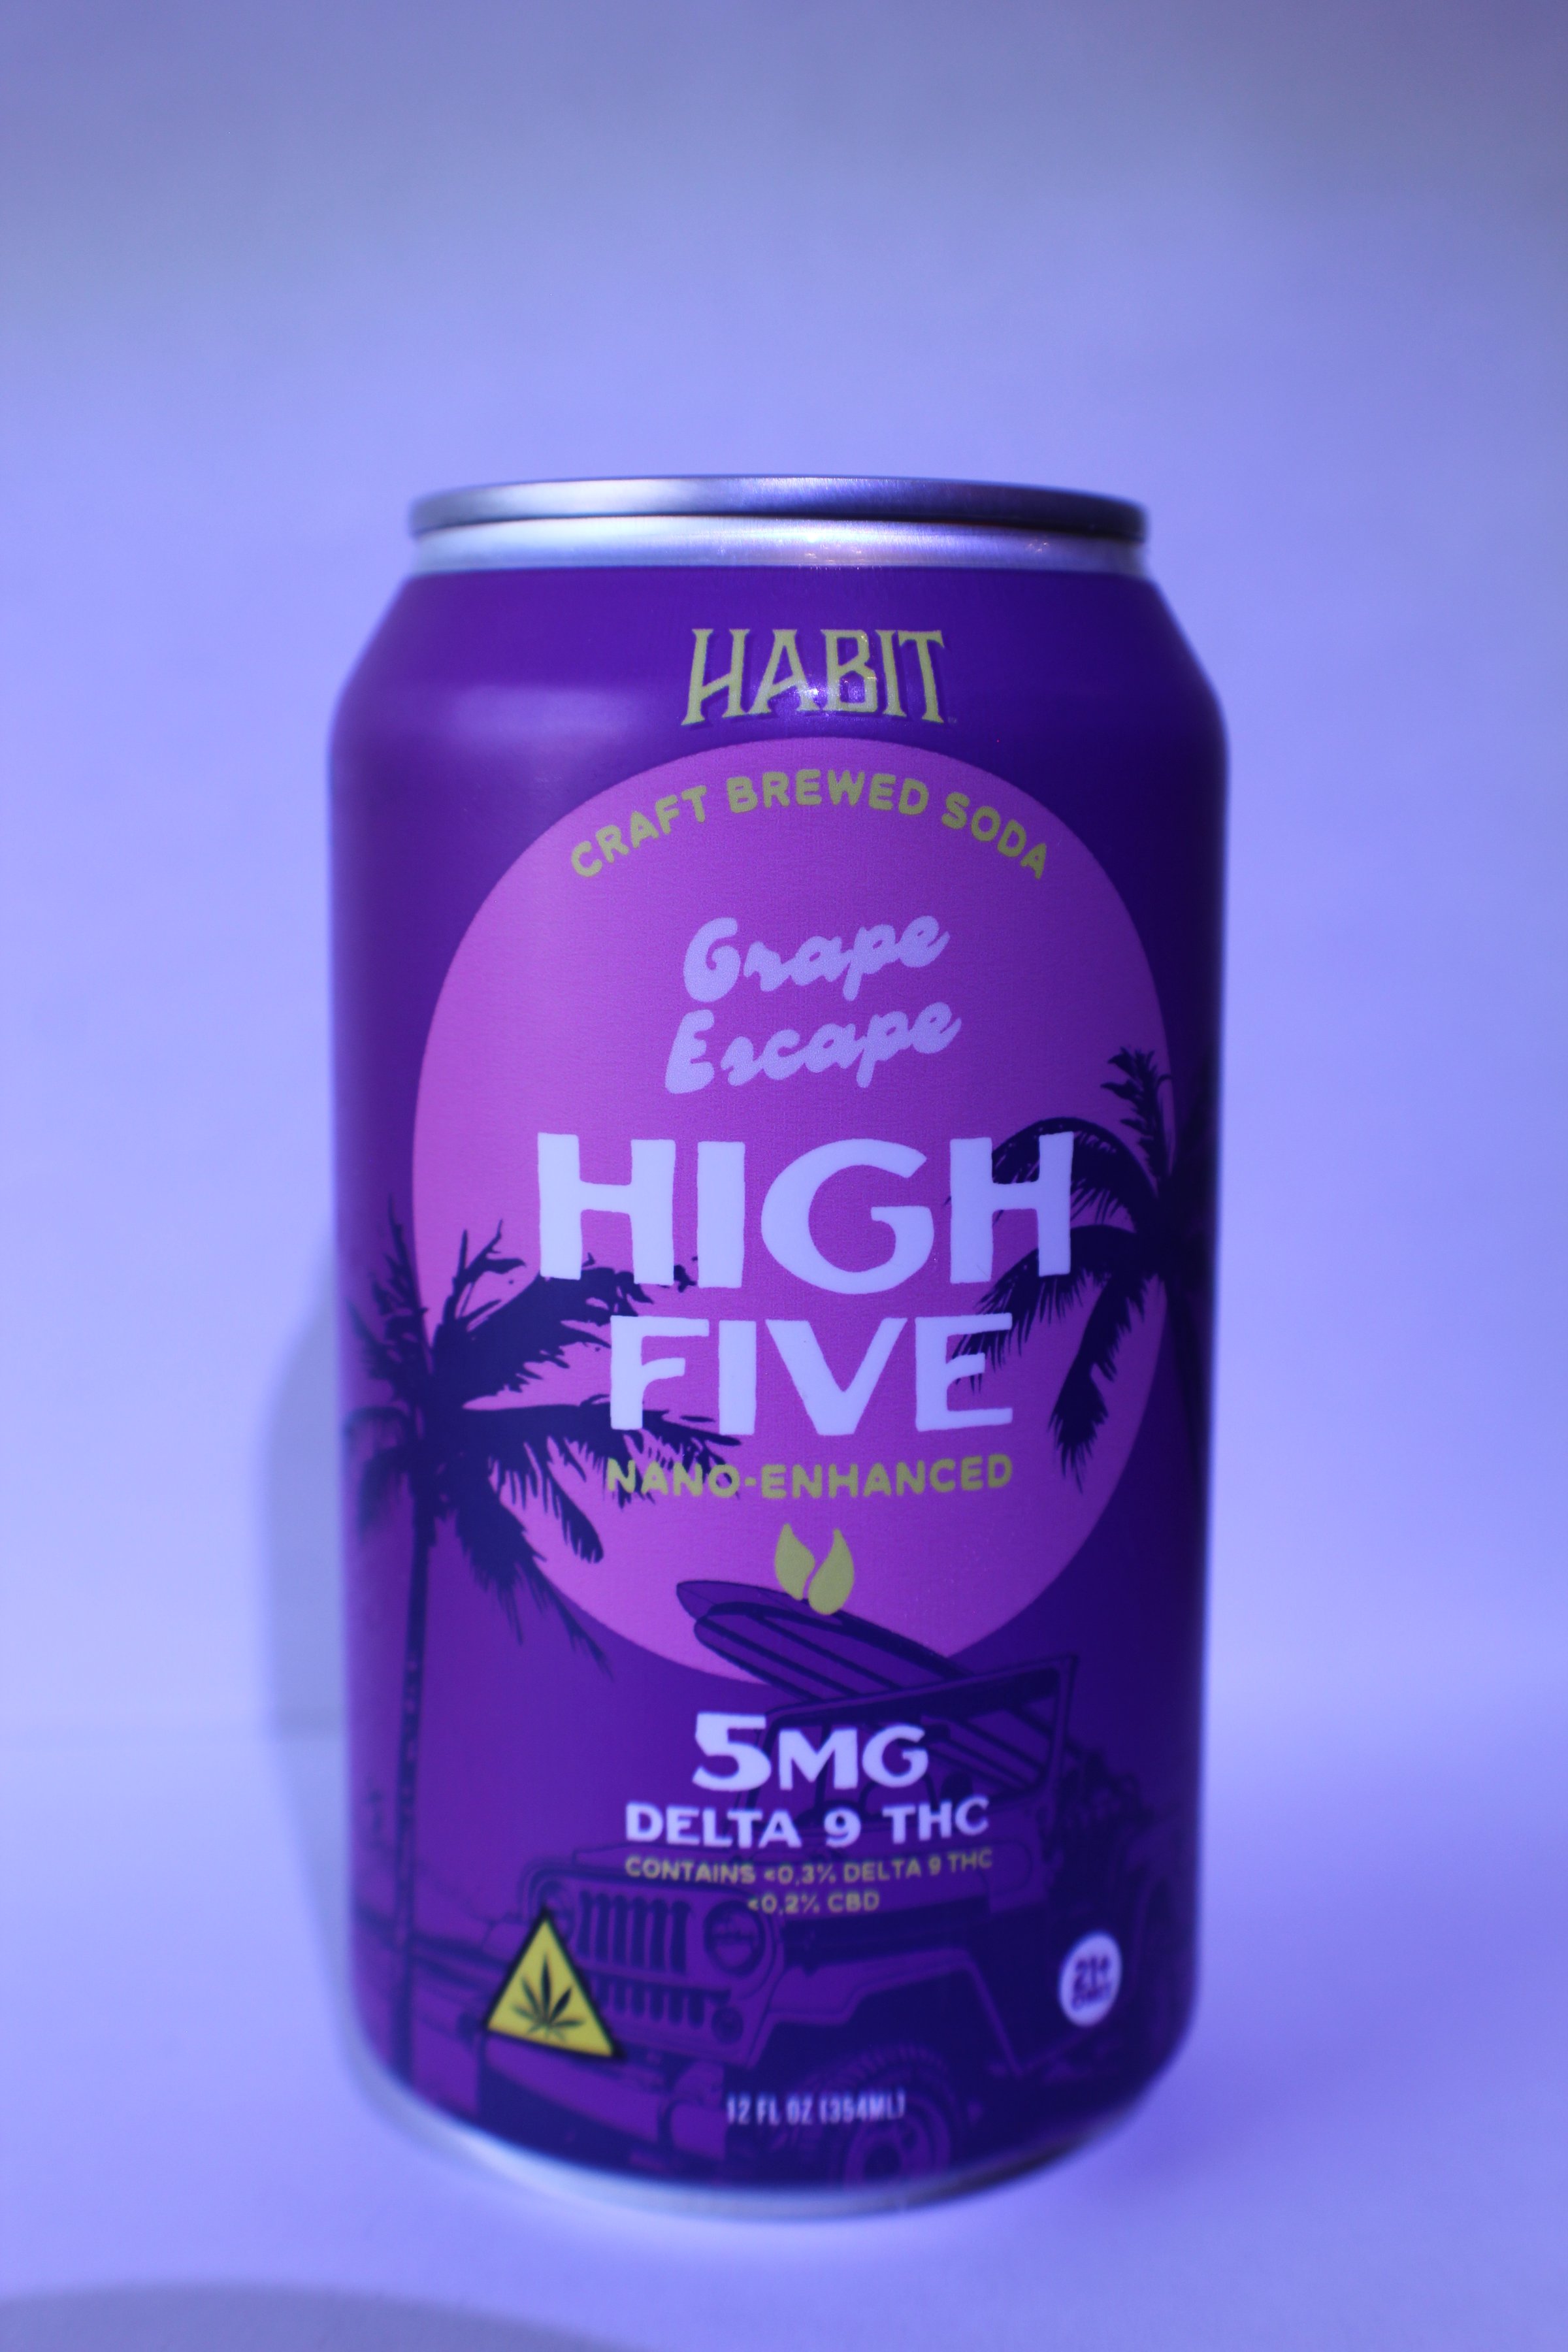 HABIT
CRAFT BREWED SODA
Grape
Escape
HIGH
FIVE
NANO-ENHANCED
5MG
DELTA 9 THC
CONTAINS <0.3% DELTA 9 THC
<0.2% CBD
21+
12 FL OZ (354ML)